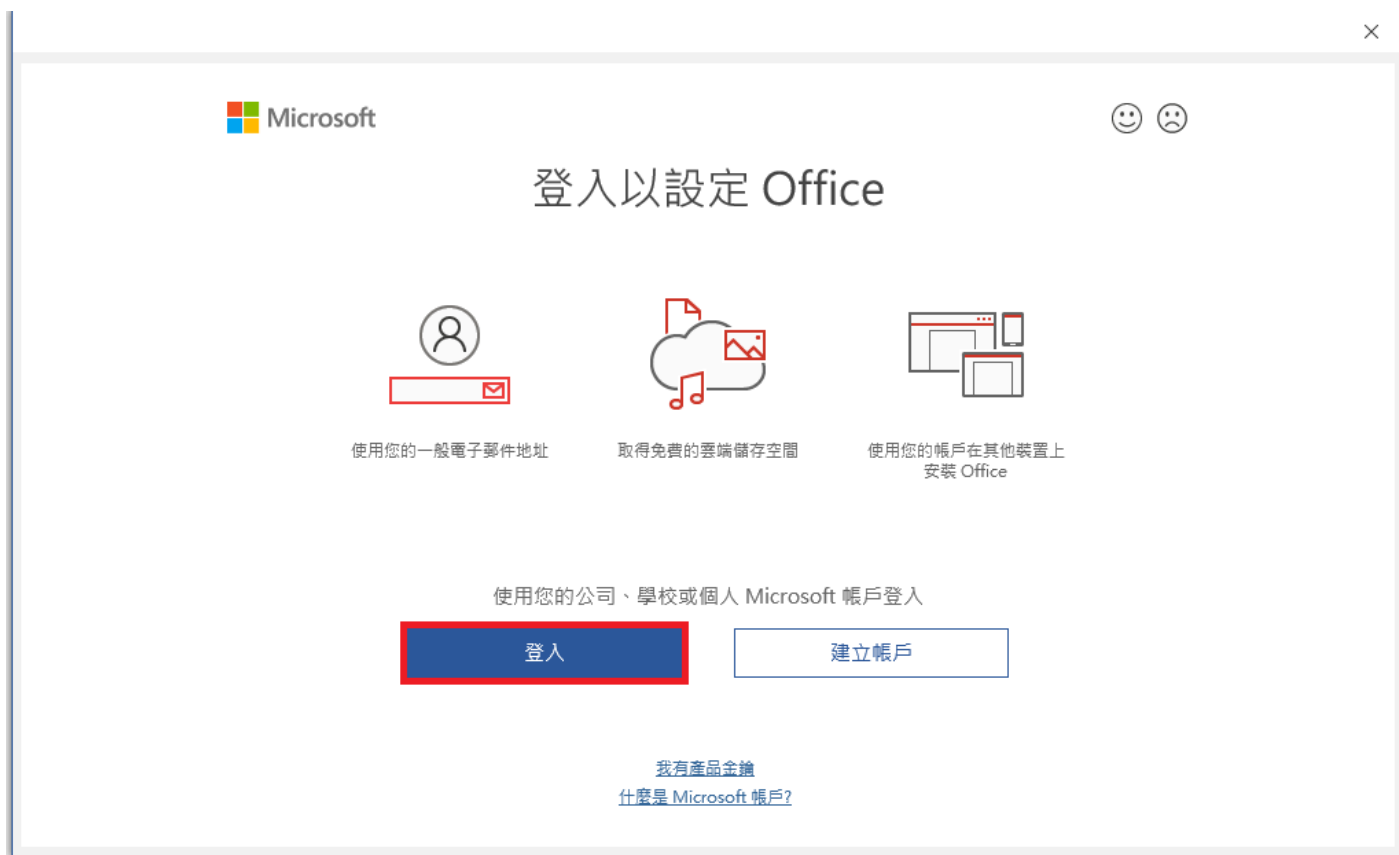 Microsoft
登入以設定 Office
使用您的一般電子郵件地址
取得免費的雲端儲存空間
使用您的帳戶在其他裝置上
安裝 Office
使用您的公司、學校或個人 Microsoft 帳戶登入
登入
建立帳戶
我有產品金鑰
什麼是 Microsoft 帳戶?